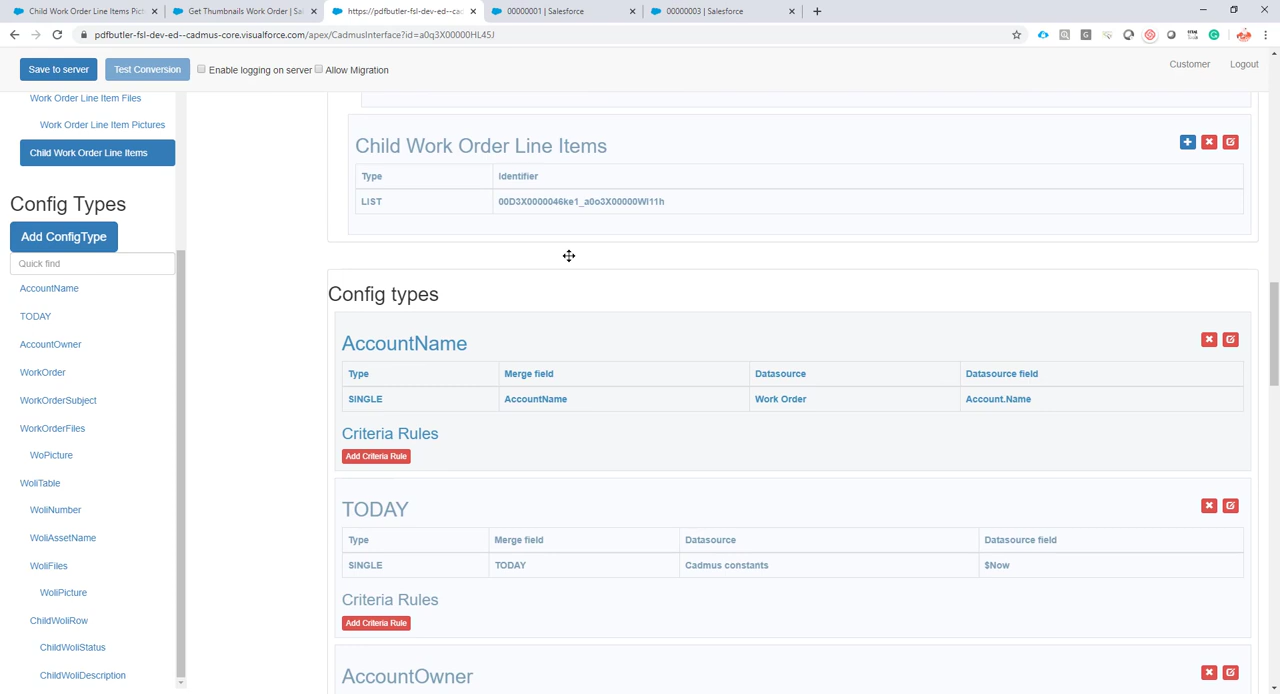 Child Work Order Line Items Pict
Get Thumbnails Work Order | Sal
https://pdfbutler-fsl-dev-ed--cad
00000001 | Salesforce
00000003 | Salesforce
pdfbutler-fsl-dev-ed--cadmus-core.visualforce.com/apex/CadmusInterface?id=a0q3X00000HL45J
Save to server
Test Conversion
Enable logging on server
Allow Migration
Customer
Logout
Work Order Line Item Files
Work Order Line Item Pictures
Child Work Order Line Items
Config Types
Add ConfigType
Quick find
AccountName
TODAY
AccountOwner
WorkOrder
WorkOrderSubject
WorkOrderFiles
WoPicture
WoliTable
WoliNumber
WoliAssetName
WoliFiles
WoliPicture
ChildWoliRow
ChildWoliStatus
ChildWoliDescription
Child Work Order Line Items
Type Identifier
LIST 00D3X0000046ke1_a0o3X00000WI11h
Config types
AccountName
Type Merge field Datasource Datasource field
SINGLE AccountName Work Order Account.Name
Criteria Rules
Add Criteria Rule
TODAY
Type Merge field Datasource Datasource field
SINGLE TODAY Cadmus constants $Now
Criteria Rules
Add Criteria Rule
AccountOwner